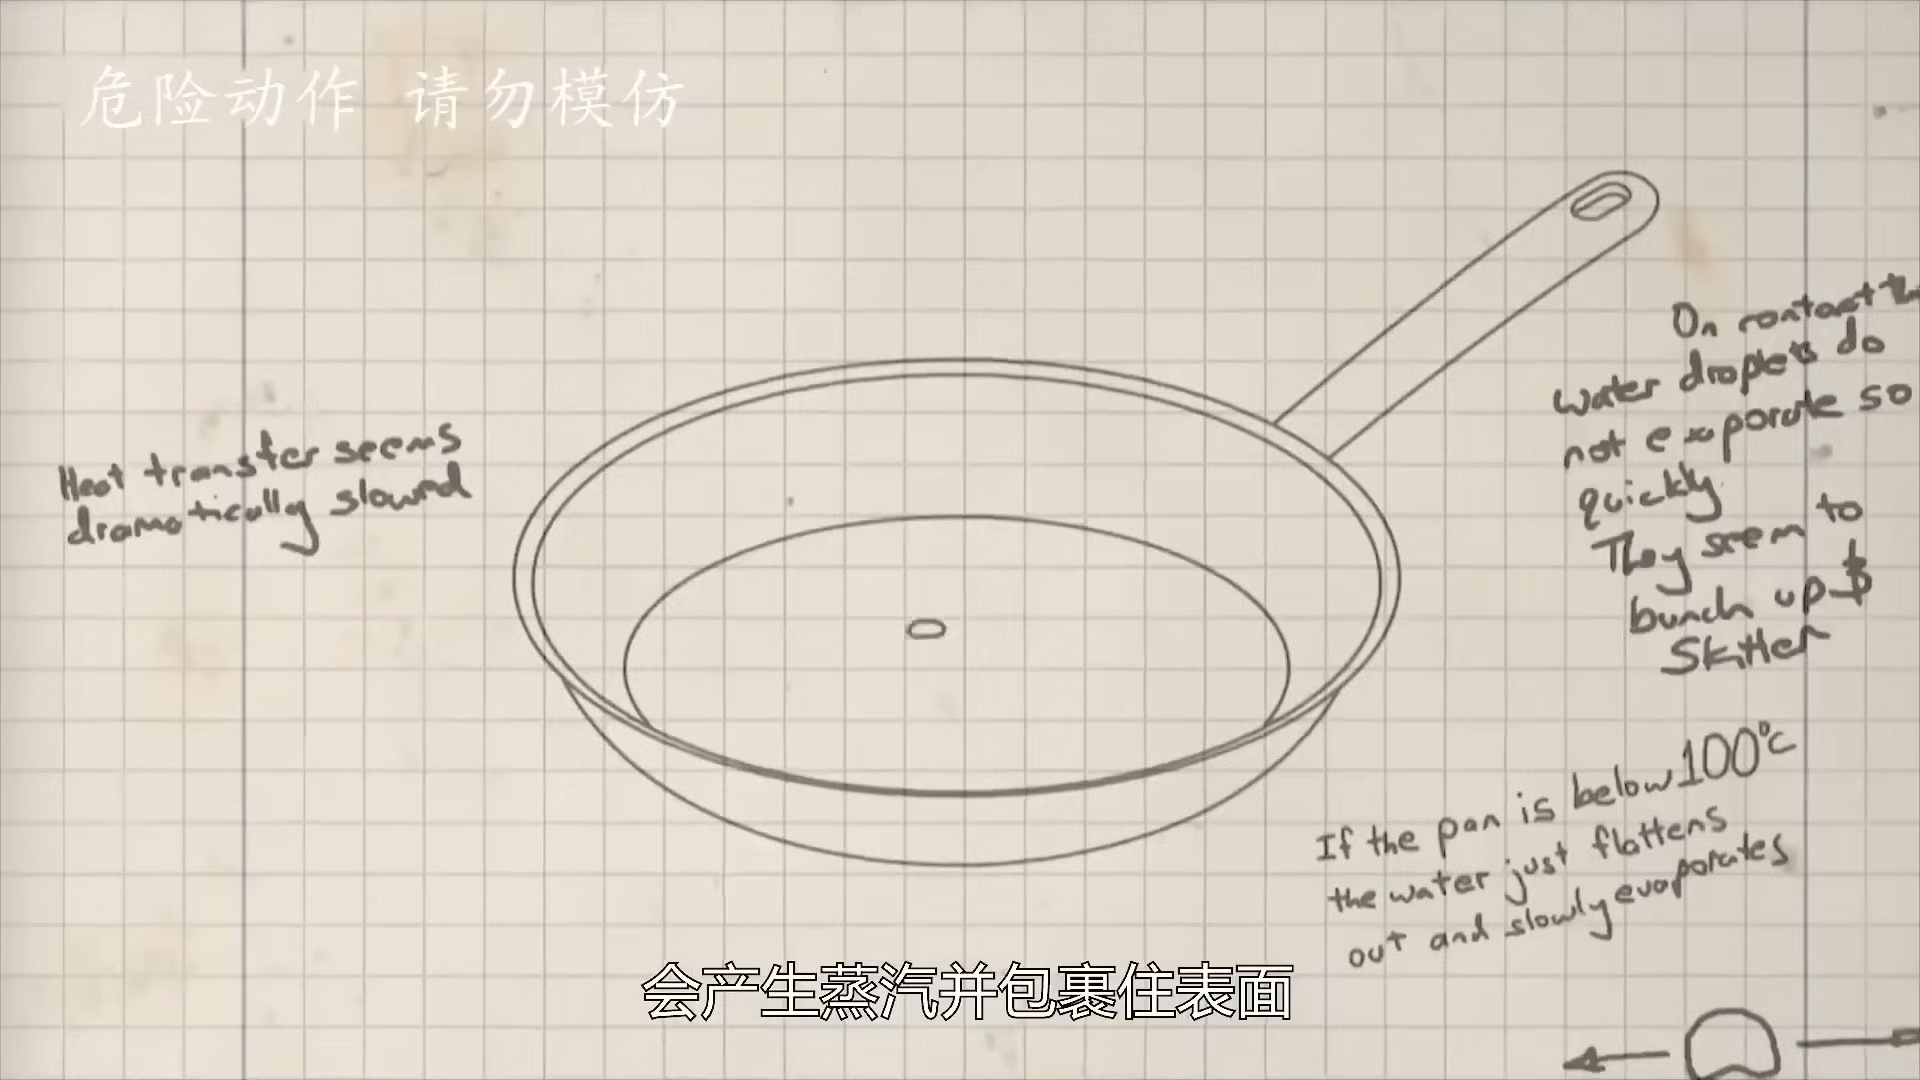 危险动作 请勿模仿
On contact the
water droplets do
not evaporate so
quickly.
They seem to
bunch up &
Skitter
Heat transfer seems
dramatically slowed
If the pan is below 100°C
the water just flattens
out and slowly evaporates
会产生蒸汽并包裹住表面